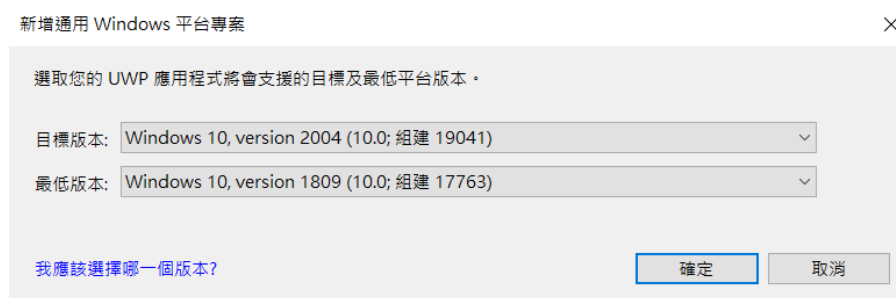 新增通用 Windows 平台專案
選取您的 UWP 應用程式將會支援的目標及最低平台版本。
目標版本: Windows 10, version 2004 (10.0; 組建 19041)
最低版本: Windows 10, version 1809 (10.0; 組建 17763)
我應該選擇哪一個版本?
確定 取消